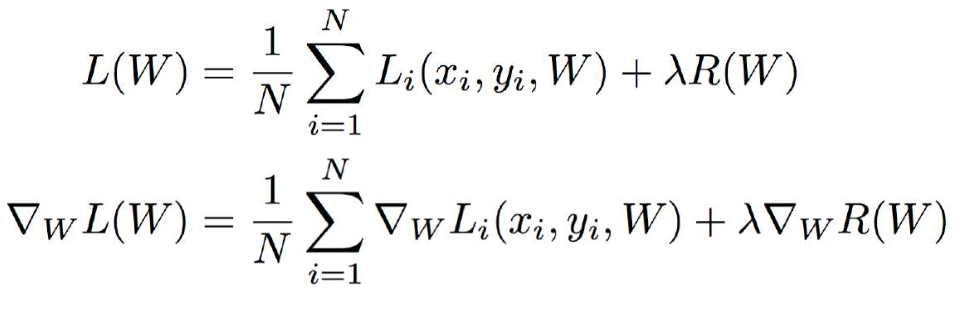 L(W) = \frac{1}{N} \sum_{i=1}^{N} L_i(x_i, y_i, W) + \lambda R(W)
\nabla_W L(W) = \frac{1}{N} \sum_{i=1}^{N} \nabla_W L_i(x_i, y_i, W) + \lambda \nabla_W R(W)